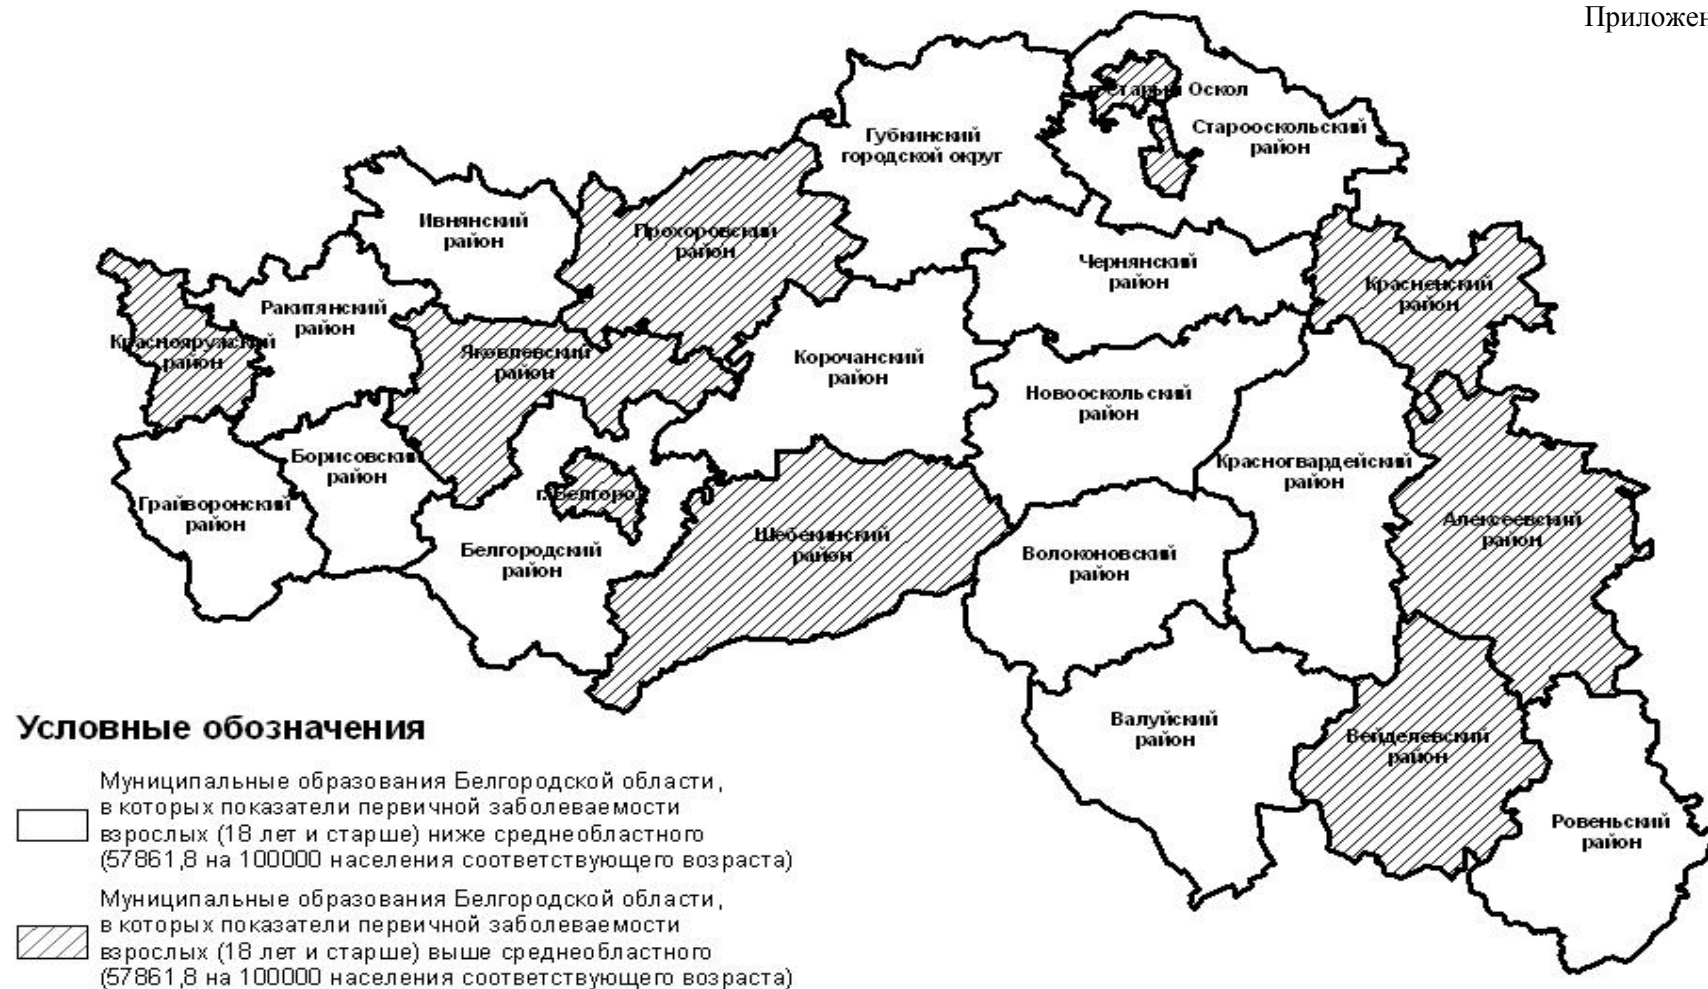 Приложен
г. Старый Оскол
Старооскольский
район
Губкинский
городской округ
Ивнянский
район
Прохоровский
район
Чернянский
район
Красненский
район
Ракитянский
район
Краснояружский
район
Яковлевский
район
Корочанский
район
Новооскольский
район
Борисовский
район
Красногвардейский
район
Грайворонский
район
г. Белгород
Белгородский
район
Шебекинский
район
Волоконовский
район
Алексеевский
район
Валуйский
район
Вейделевский
район
Ровеньский
район
Условные обозначения
Муниципальные образования Белгородской области,
в которых показатели первичной заболеваемости
взрослых (18 лет и старше) ниже среднеобластного
(57861,8 на 100000 населения соответствующего возраста)
Муниципальные образования Белгородской области,
в которых показатели первичной заболеваемости
взрослых (18 лет и старше) выше среднеобластного
(57861,8 на 100000 населения соответствующего возраста)